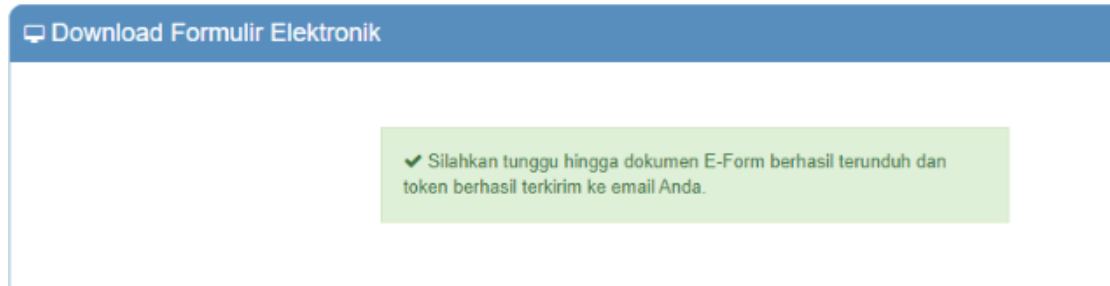 Download Formulir Elektronik
✔ Silahkan tunggu hingga dokumen E-Form berhasil terunduh dan
token berhasil terkirim ke email Anda.